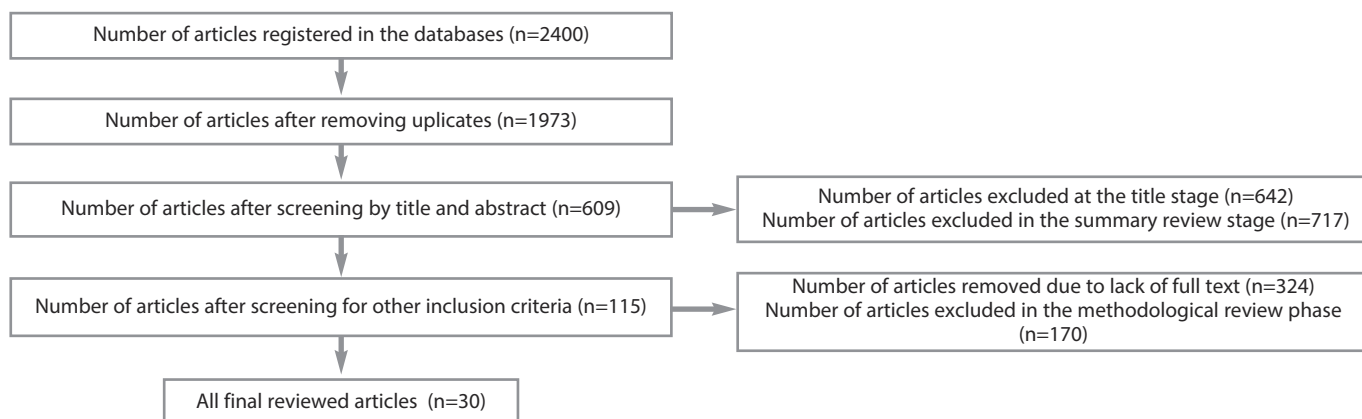 Number of articles registered in the databases (n=2400)
Number of articles after removing uplicates (n=1973)
Number of articles after screening by title and abstract (n=609)
Number of articles excluded at the title stage (n=642)
Number of articles excluded in the summary review stage (n=717)
Number of articles after screening for other inclusion criteria (n=115)
Number of articles removed due to lack of full text (n=324)
Number of articles excluded in the methodological review phase
(n=170)
All final reviewed articles (n=30)